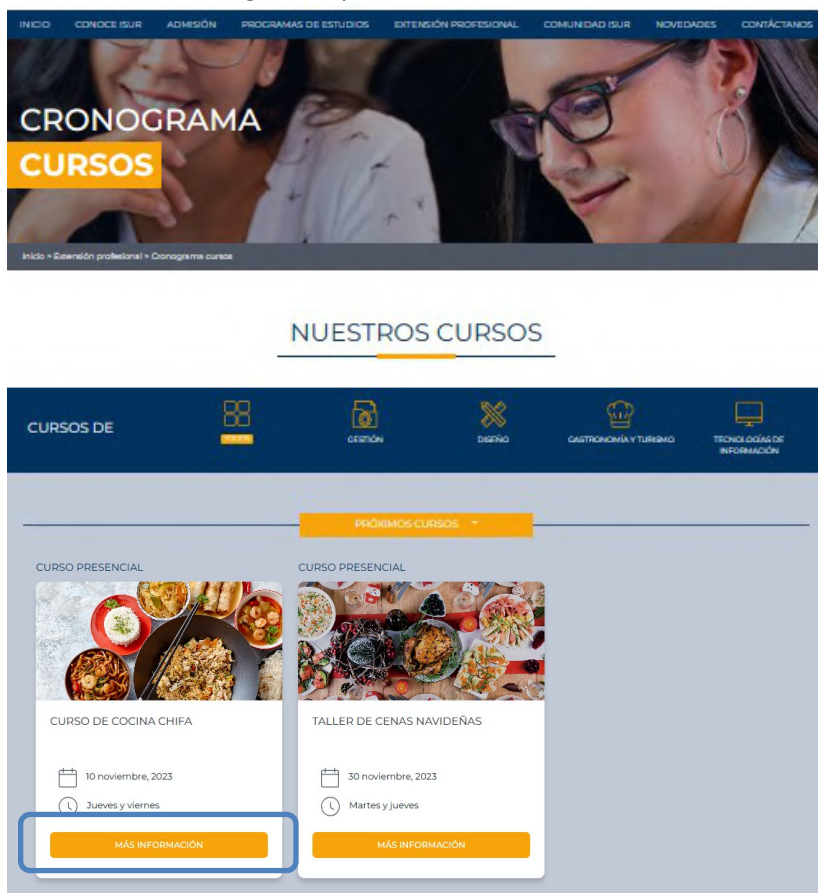 INICIO CONOCE ISUR ADMISIÓN PROGRAMAS DE ESTUDIOS EXTENSIÓN PROFESIONAL COMUNIDAD ISUR NOVEDADES CONTÁCTANOS
CRONOGRAMA
CURSOS
Inicio > Extensión profesional > Cronograma cursos
NUESTROS CURSOS
CURSOS DE
GESTIÓN
DISEÑO
GASTRONOMÍA Y TURISMO
TECNOLOGÍAS DE
INFORMACIÓN
PRÓXIMOS CURSOS
CURSO PRESENCIAL
CURSO DE COCINA CHIFA
10 noviembre, 2023
Jueves y viernes
MÁS INFORMACIÓN
CURSO PRESENCIAL
TALLER DE CENAS NAVIDEÑAS
30 noviembre, 2023
Martes y jueves
MÁS INFORMACIÓN